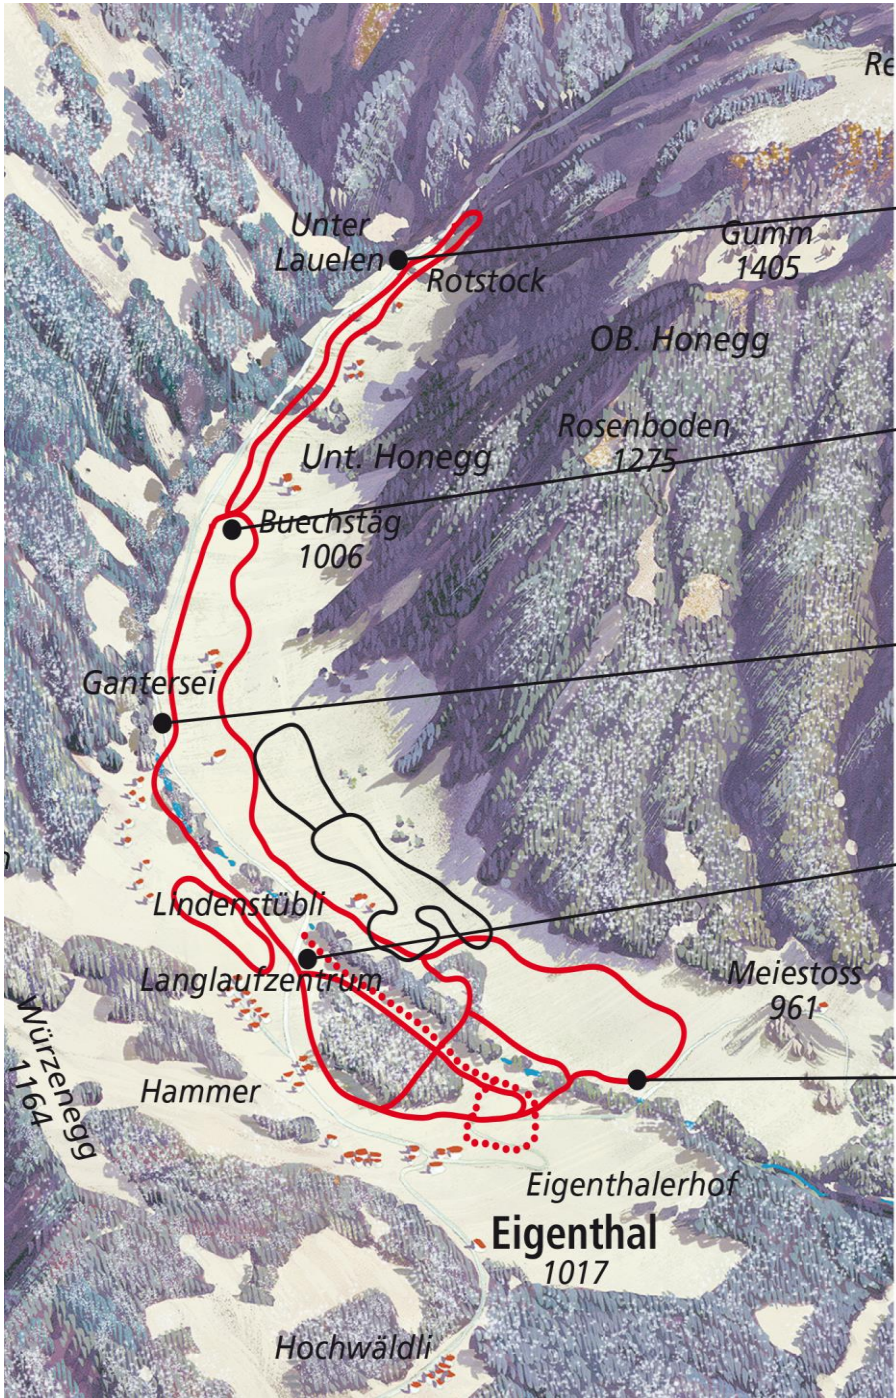 Unter
Lauelen
Rotstock
Gumm
1405
OB. Honegg
Rosenboden
1275
Unt. Honegg
Buechstäg
1006
Gantersei
Lindenstübli
Langlaufzentrum
Meiestoss
961
Würzenegg
1164
Hammer
Eigenthalerhof
Eigenthal
1017
Hochwäldli